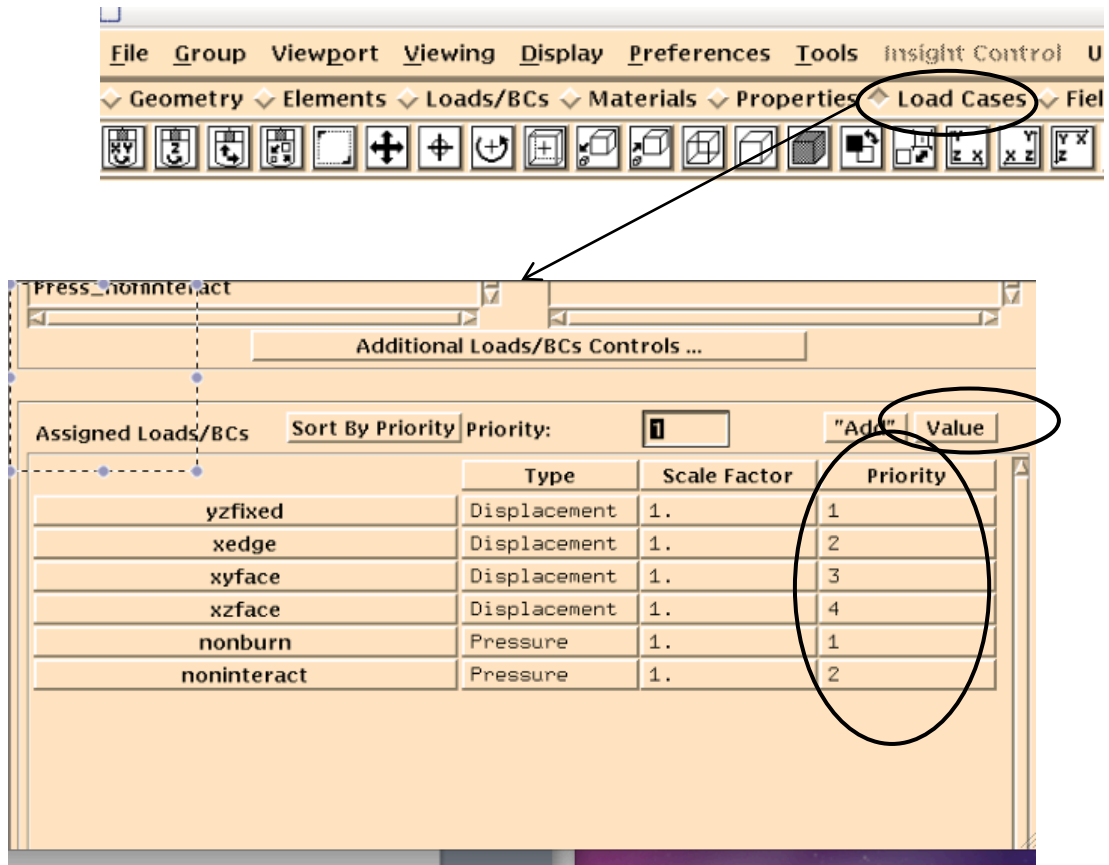 File Group Viewport Viewing Display Preferences Tools Insight Control U
Geometry Elements Loads/BCs Materials Properties Load Cases Fiel
Press_noninteract
Additional Loads/BCs Controls ...
Assigned Loads/BCs Sort By Priority Priority: 1 "Add" Value
Type Scale Factor Priority
yzfixed Displacement 1. 1
xedge Displacement 1. 2
xyface Displacement 1. 3
xzface Displacement 1. 4
nonburn Pressure 1. 1
noninteract Pressure 1. 2